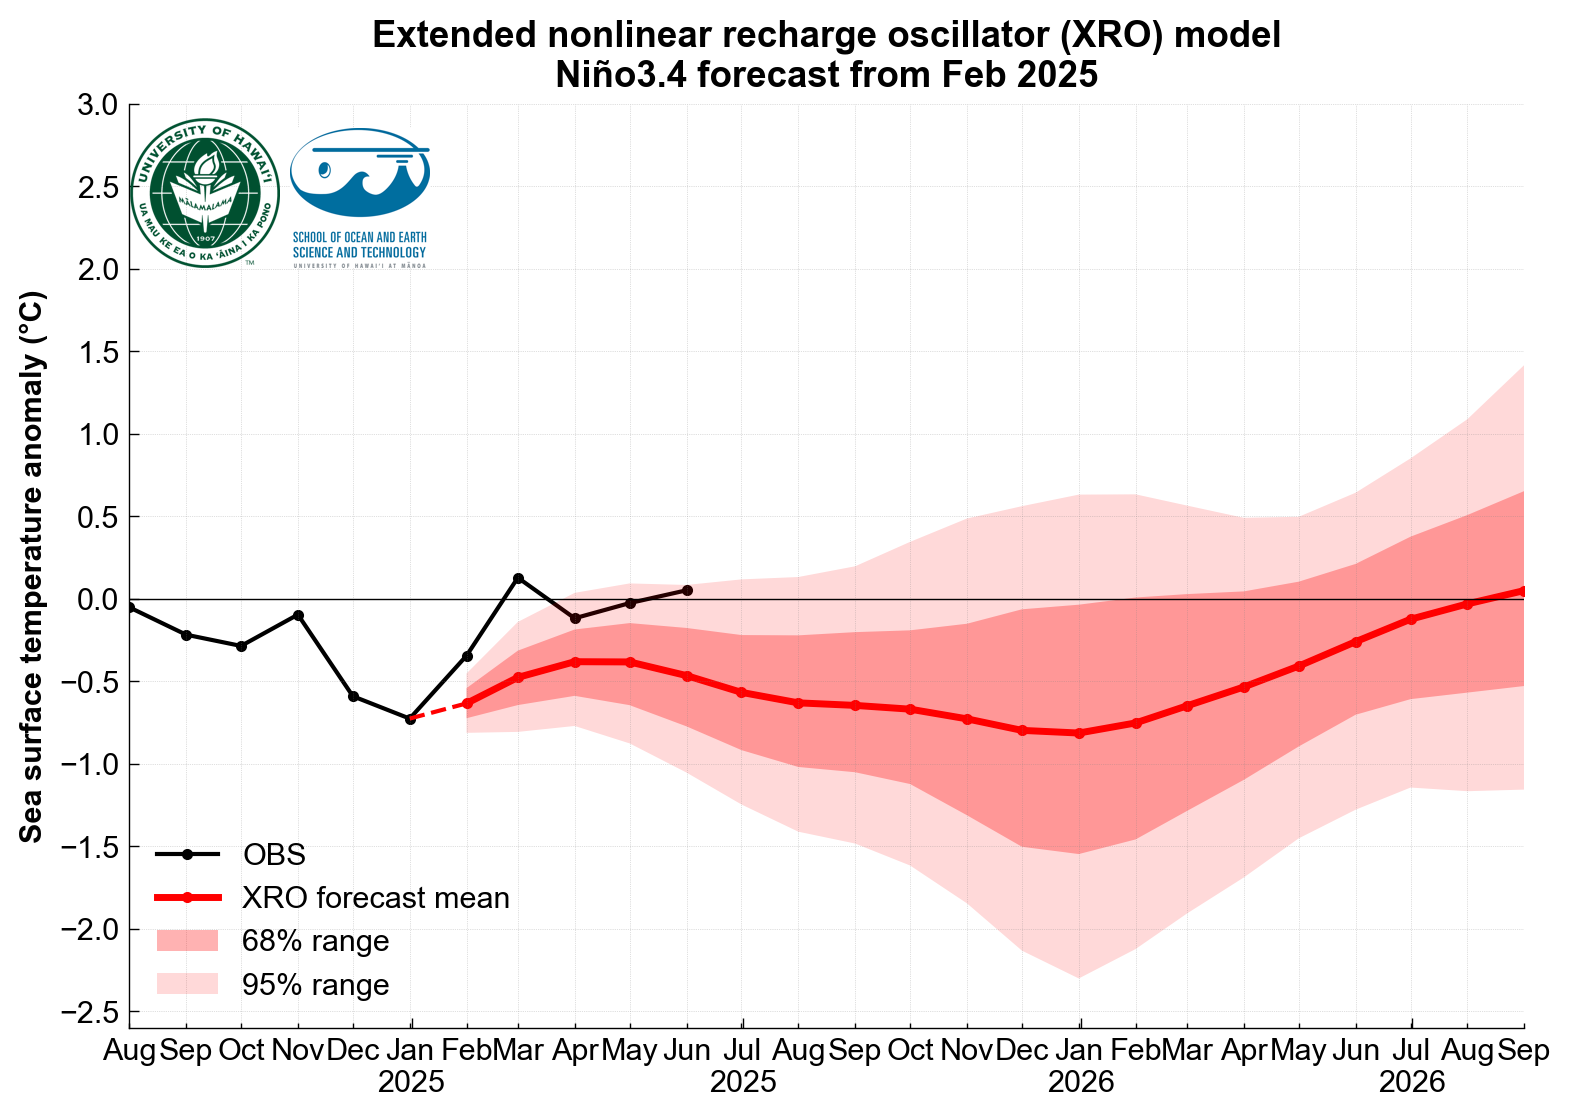 Extended nonlinear recharge oscillator (XRO) model
Niño3.4 forecast from Feb 2025
Sea surface temperature anomaly (°C)
3.0
2.5
2.0
1.5
1.0
0.5
0.0
−0.5
−1.0
−1.5
−2.0
−2.5
UNIVERSITY OF HAWAIʻI
MĀLAMALAMA
1907
UA MAU KE EA O KA ʻĀINA I KA PONO
TM
SCHOOL OF OCEAN AND EARTH
SCIENCE AND TECHNOLOGY
UNIVERSITY OF HAWAIʻI AT MĀNOA
OBS
XRO forecast mean
68% range
95% range
Aug Sep Oct Nov Dec Jan Feb Mar Apr May Jun Jul Aug Sep Oct Nov Dec Jan Feb Mar Apr May Jun Jul Aug Sep
2025 2025 2026 2026